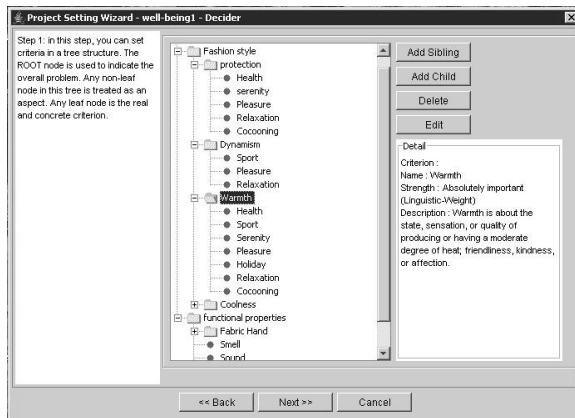 Project Setting Wizard - well-being1 - Decider
Step 1: in this step, you can set
criteria in a tree structure. The
ROOT node is used to indicate the
overall problem. Any non-leaf
node in this tree is treated as an
aspect. Any leaf node is the real
and concrete criterion.
Fashion style
protection
Health
serenity
Pleasure
Relaxation
Cocooning
Dynamism
Sport
Pleasure
Relaxation
Warmth
Health
Sport
Serenity
Pleasure
Holiday
Relaxation
Cocooning
Coolness
functional properties
Fabric Hand
Smell
Sound
Add Sibling
Add Child
Delete
Edit
Detail
Criterion :
Name : Warmth
Strength : Absolutely important
(Linguistic-Weight)
Description : Warmth is about the
state, sensation, or quality of
producing or having a moderate
degree of heat; friendliness, kindness,
or affection.
<< Back
Next >>
Cancel